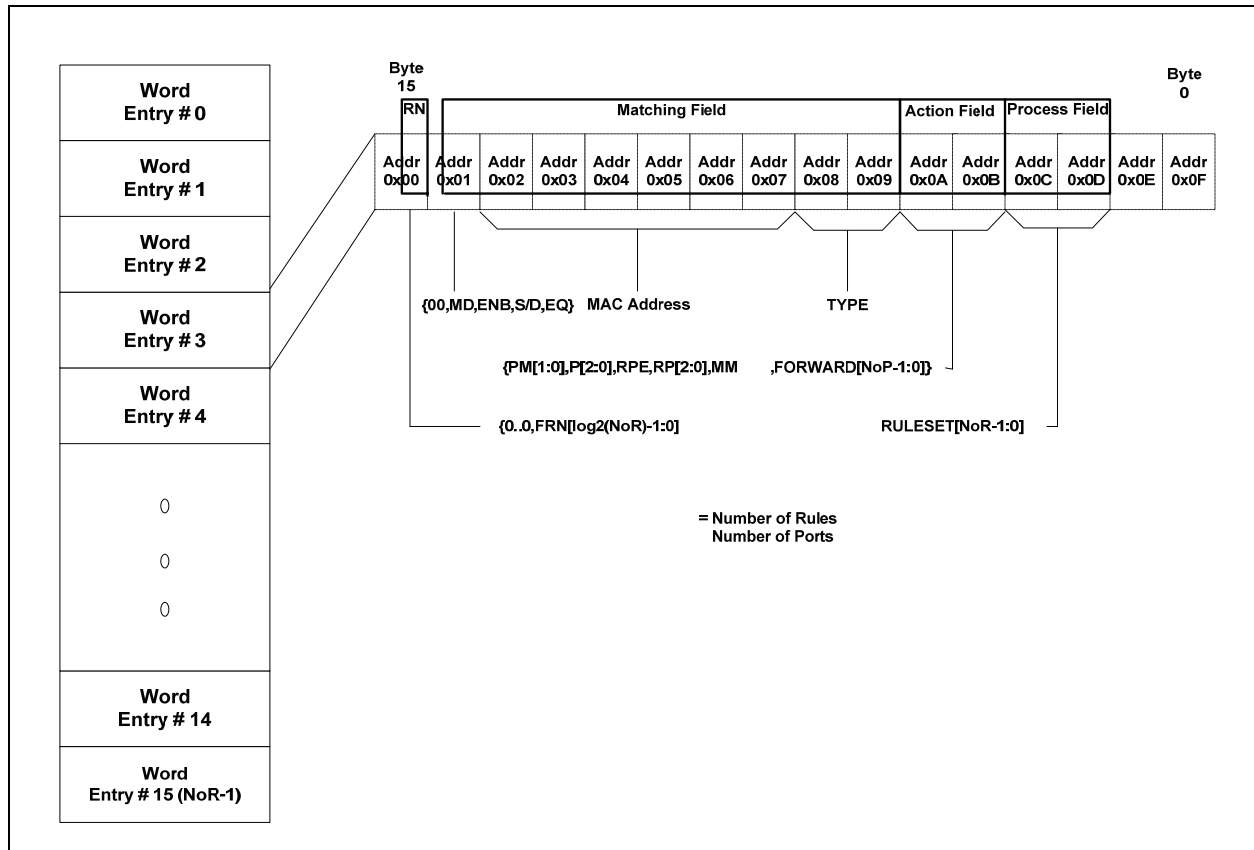 Word
Entry # 0
Word
Entry # 1
Word
Entry # 2
Word
Entry # 3
Word
Entry # 4
0
0
0
Word
Entry # 14
Word
Entry # 15 (NoR-1)
Byte
15
Byte
0
RN
Matching Field
Action Field
Process Field
Addr
0x00
Addr
0x01
Addr
0x02
Addr
0x03
Addr
0x04
Addr
0x05
Addr
0x06
Addr
0x07
Addr
0x08
Addr
0x09
Addr
0x0A
Addr
0x0B
Addr
0x0C
Addr
0x0D
Addr
0x0E
Addr
0x0F
{00,MD,ENB,S/D,EQ}
MAC Address
TYPE
{PM[1:0],P[2:0],RPE,RP[2:0],MM ,FORWARD[NoP-1:0]}
{0..0,FRN[log2(NoR)-1:0]
RULESET[NoR-1:0]
= Number of Rules
Number of Ports